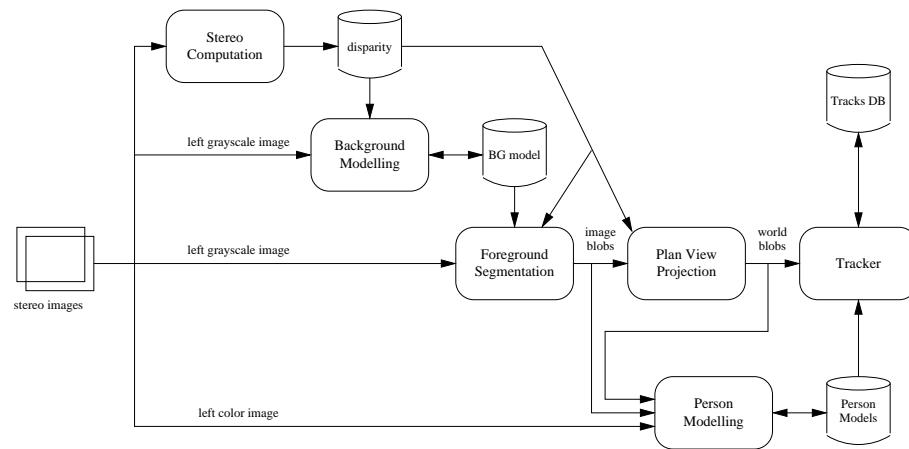 Stereo
Computation
disparity
Tracks DB
left grayscale image
Background
Modelling
BG model
left grayscale image
Foreground
Segmentation
image
blobs
Plan View
Projection
world
blobs
Tracker
stereo images
left color image
Person
Modelling
Person
Models